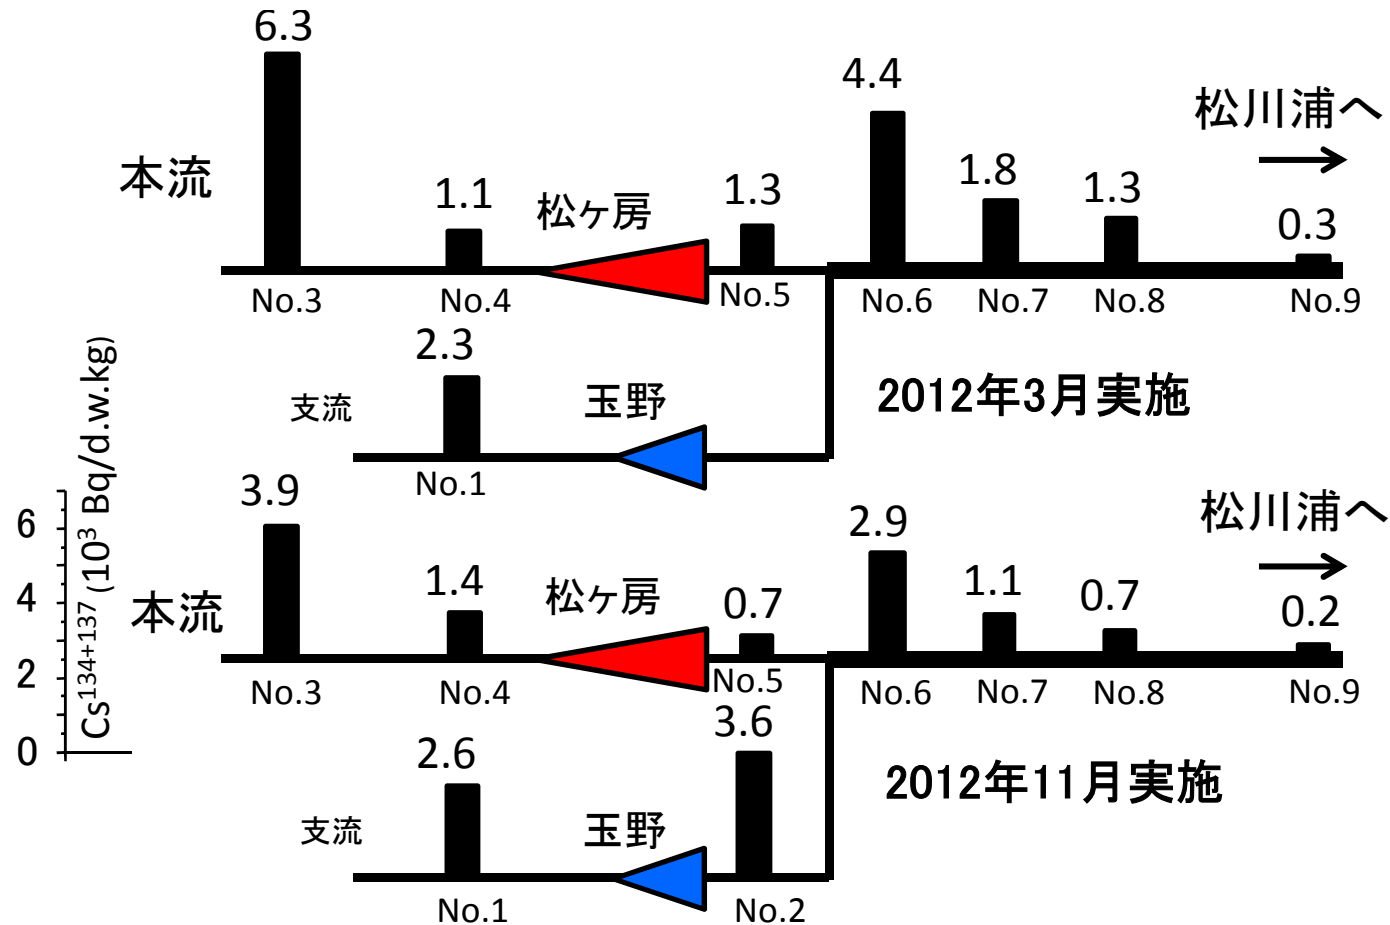 6.3
4.4
松川浦へ
本流
1.1
松ヶ房
1.3
1.8
1.3
0.3
No.3
No.4
No.5
No.6
No.7
No.8
No.9
2.3
支流
玉野
2012年3月実施
No.1
Cs134+137 (10³ Bq/d.w.kg)
6
4
2
0
3.9
2.9
松川浦へ
本流
1.4
松ヶ房
0.7
1.1
0.7
0.2
No.3
No.4
No.5
No.6
No.7
No.8
No.9
2.6
3.6
2012年11月実施
支流
玉野
No.1
No.2